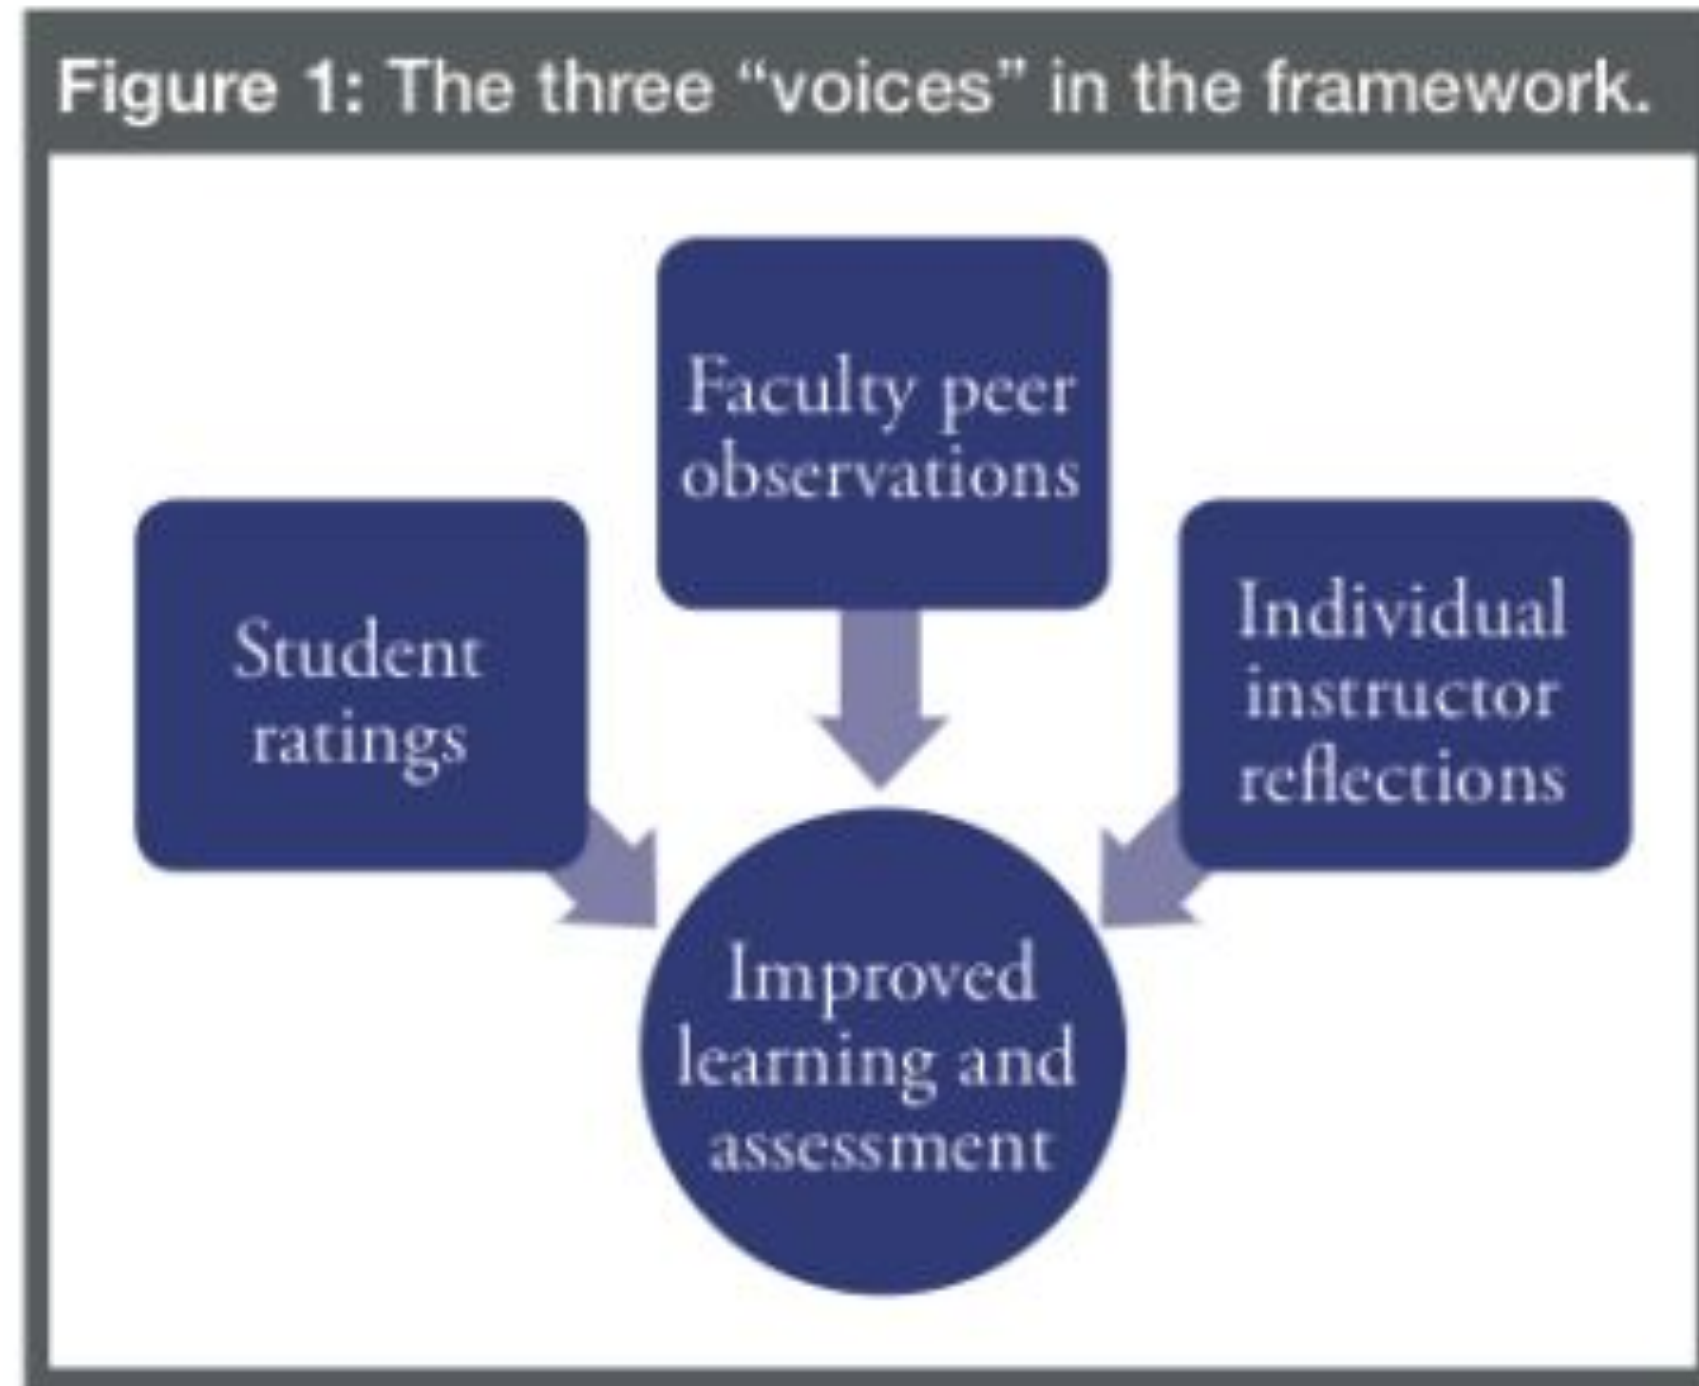 Figure 1: The three “voices” in the framework.
Faculty peer
observations
Student
ratings
Individual
instructor
reflections
Improved
learning and
assessment